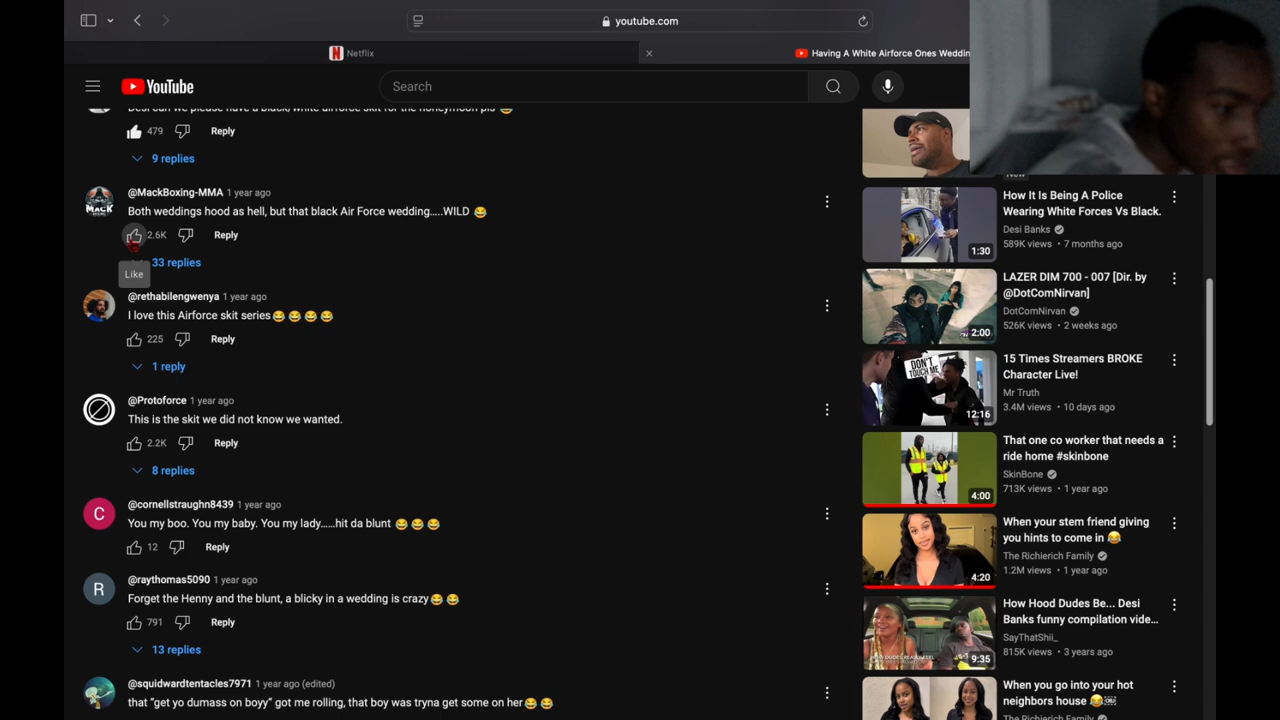 youtube.com
Netflix
Having A White Airforce Ones Weddin
YouTube
Search
Desi can we please have a black/white airforce skit for the honeymoon pls 😂
479 Reply
9 replies
@MackBoxing-MMA 1 year ago
Both weddings hood as hell, but that black Air Force wedding.....WILD 😂
2.6K Reply
33 replies
Like
@rethabilengwenya 1 year ago
I love this Airforce skit series😂😂😂😂
225 Reply
1 reply
@Protoforce 1 year ago
This is the skit we did not know we wanted.
2.2K Reply
8 replies
C
@cornellstraughn8439 1 year ago
You my boo. You my baby. You my lady......hit da blunt 😂😂😂
12 Reply
R
@raythomas5090 1 year ago
Forget the Henny and the blunt, a blicky in a wedding is crazy😂😂
791 Reply
13 replies
@squidwardtentacles7971 1 year ago (edited)
that "get yo dumass on boyy" got me rolling, that boy was tryna get some on her😂😂
New
How It Is Being A Police
Wearing White Forces Vs Black.
Desi Banks
589K views • 7 months ago
1:30
LAZER DIM 700 - 007 [Dir. by
@DotComNirvan]
DotComNirvan
526K views • 2 weeks ago
2:00
15 Times Streamers BROKE
Character Live!
Mr Truth
3.4M views • 10 days ago
DON'T
TOUCH ME
12:16
That one co worker that needs a
ride home #skinbone
SkinBone
713K views • 1 year ago
4:00
When your stem friend giving
you hints to come in 😂
The Richierich Family
1.2M views • 1 year ago
4:20
How Hood Dudes Be... Desi
Banks funny compilation vide...
SayThatShii_
815K views • 3 years ago
9:35
When you go into your hot
neighbors house 😂
The Richierich Family